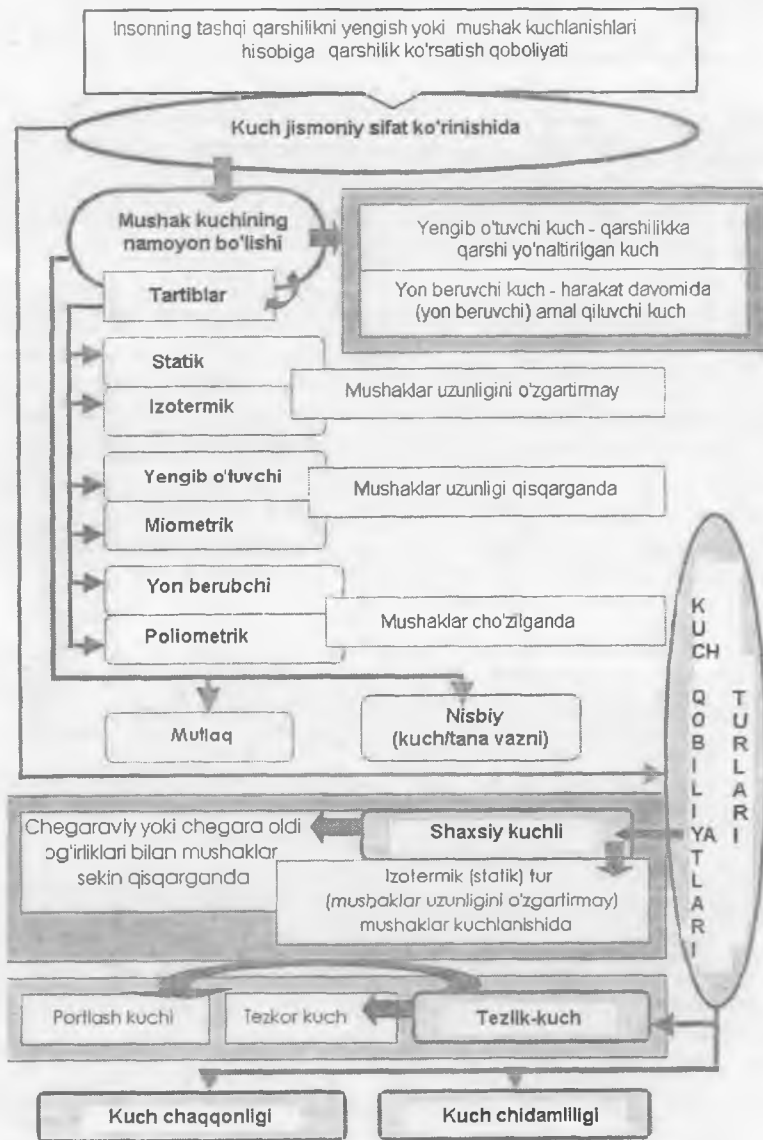 Insonning tashqi qarshilikni yengish yoki mushak kuchlanishlari
hisobiga qarshilik ko'rsatish qoboliyati
Kuch jismoniy sifat ko'rinishida
Mushak kuchining
namoyon bo'lishi
Yengib o'tuvchi kuch - qarshilikka
qarshi yo'naltirilgan kuch
Yon beruvchi kuch - harakat davomida
(yon beruvchi) amal qiluvchi kuch
Tartiblar
Statik
Izotermik
Mushaklar uzunligini o'zgartirmay
Yengib o'tuvchi
Miometrik
Mushaklar uzunligi qisqarganda
Yon berubchi
Poliometrik
Mushaklar cho'zilganda
Mutlaq
Nisbiy
(kuch/tana vazni)
KUCH QOBILIYATLARI
TURLARI
Shaxsiy kuchli
Chegaraviy yoki chegara oldi
og'irliklari bilan mushaklar
sekin qisqarganda
Izotermik (statik) tur
(mushaklar uzunligini o'zgartirmay)
mushaklar kuchlanishida
Portlash kuchi
Tezkor kuch
Tezlik-kuch
Kuch chaqqonligi
Kuch chidamliligi